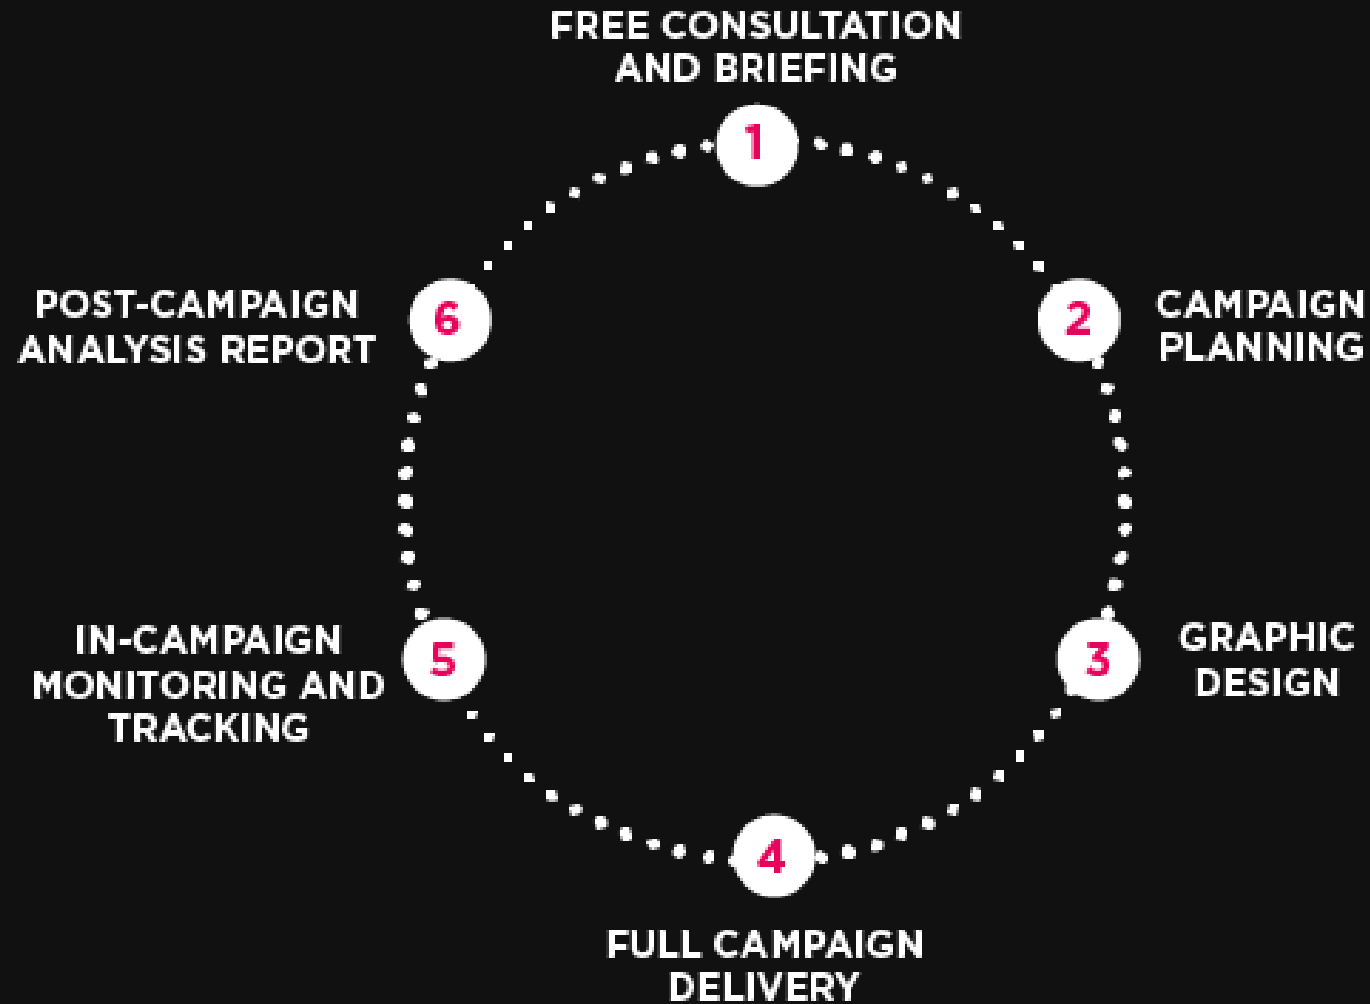 FREE CONSULTATION
AND BRIEFING
1
2
CAMPAIGN
PLANNING
3
GRAPHIC
DESIGN
4
FULL CAMPAIGN
DELIVERY
5
IN-CAMPAIGN
MONITORING AND
TRACKING
6
POST-CAMPAIGN
ANALYSIS REPORT